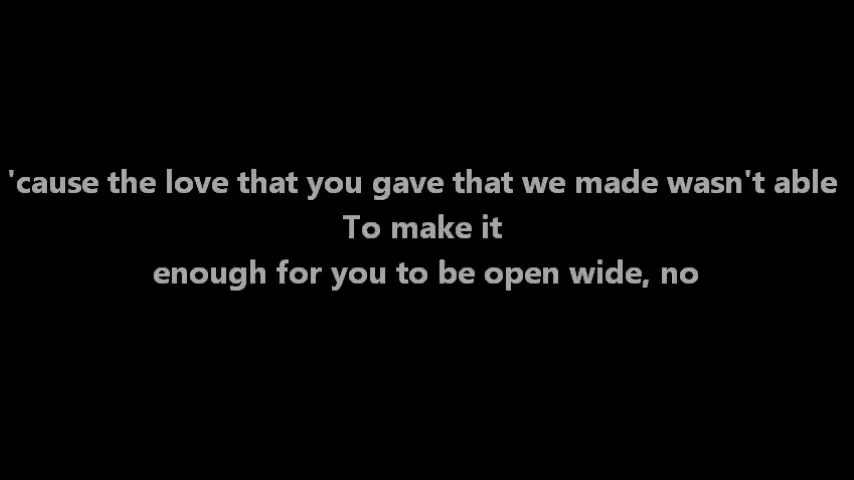 'cause the love that you gave that we made wasn't able
To make it
enough for you to be open wide, no